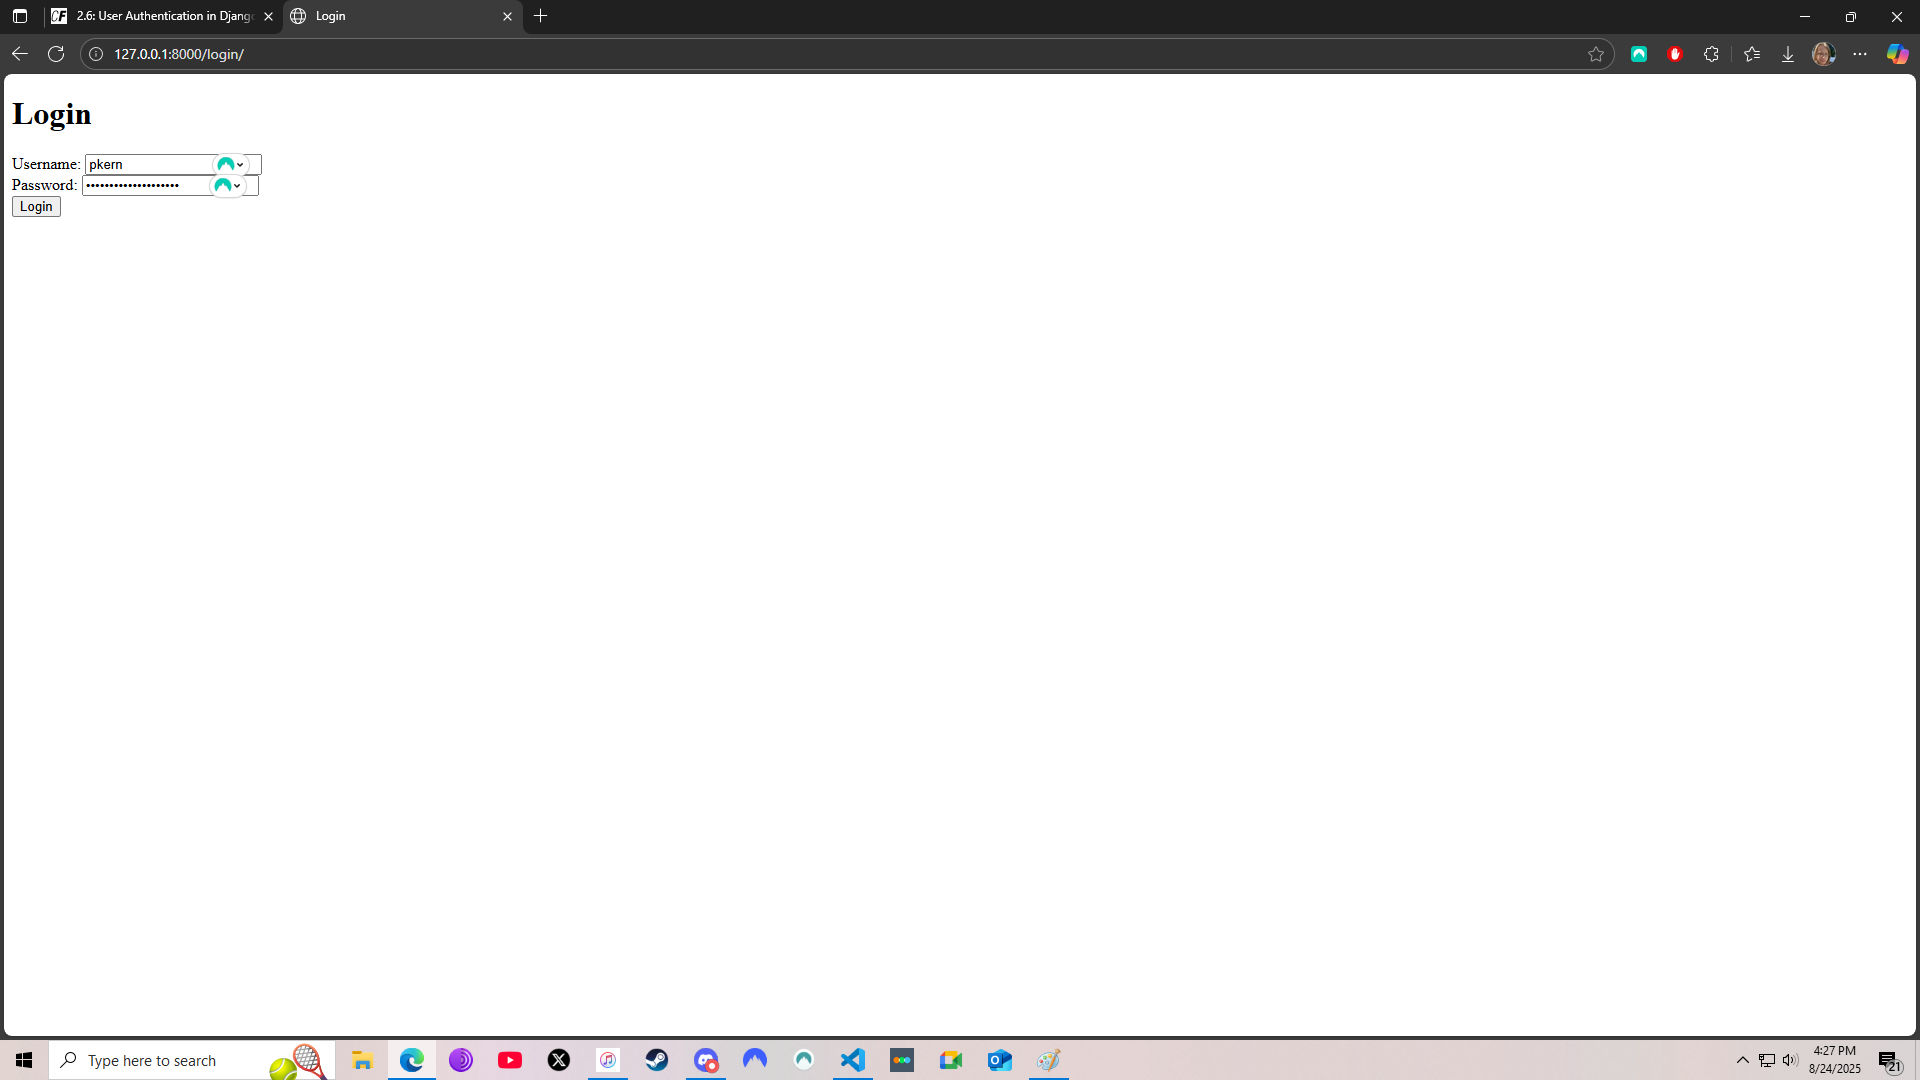 CF 2.6: User Authentication in Djang
Login
127.0.0.1:8000/login/
Login
Username: pkern
Password: ••••••••••••••••••••
Login
Type here to search
4:27 PM
8/24/2025
21